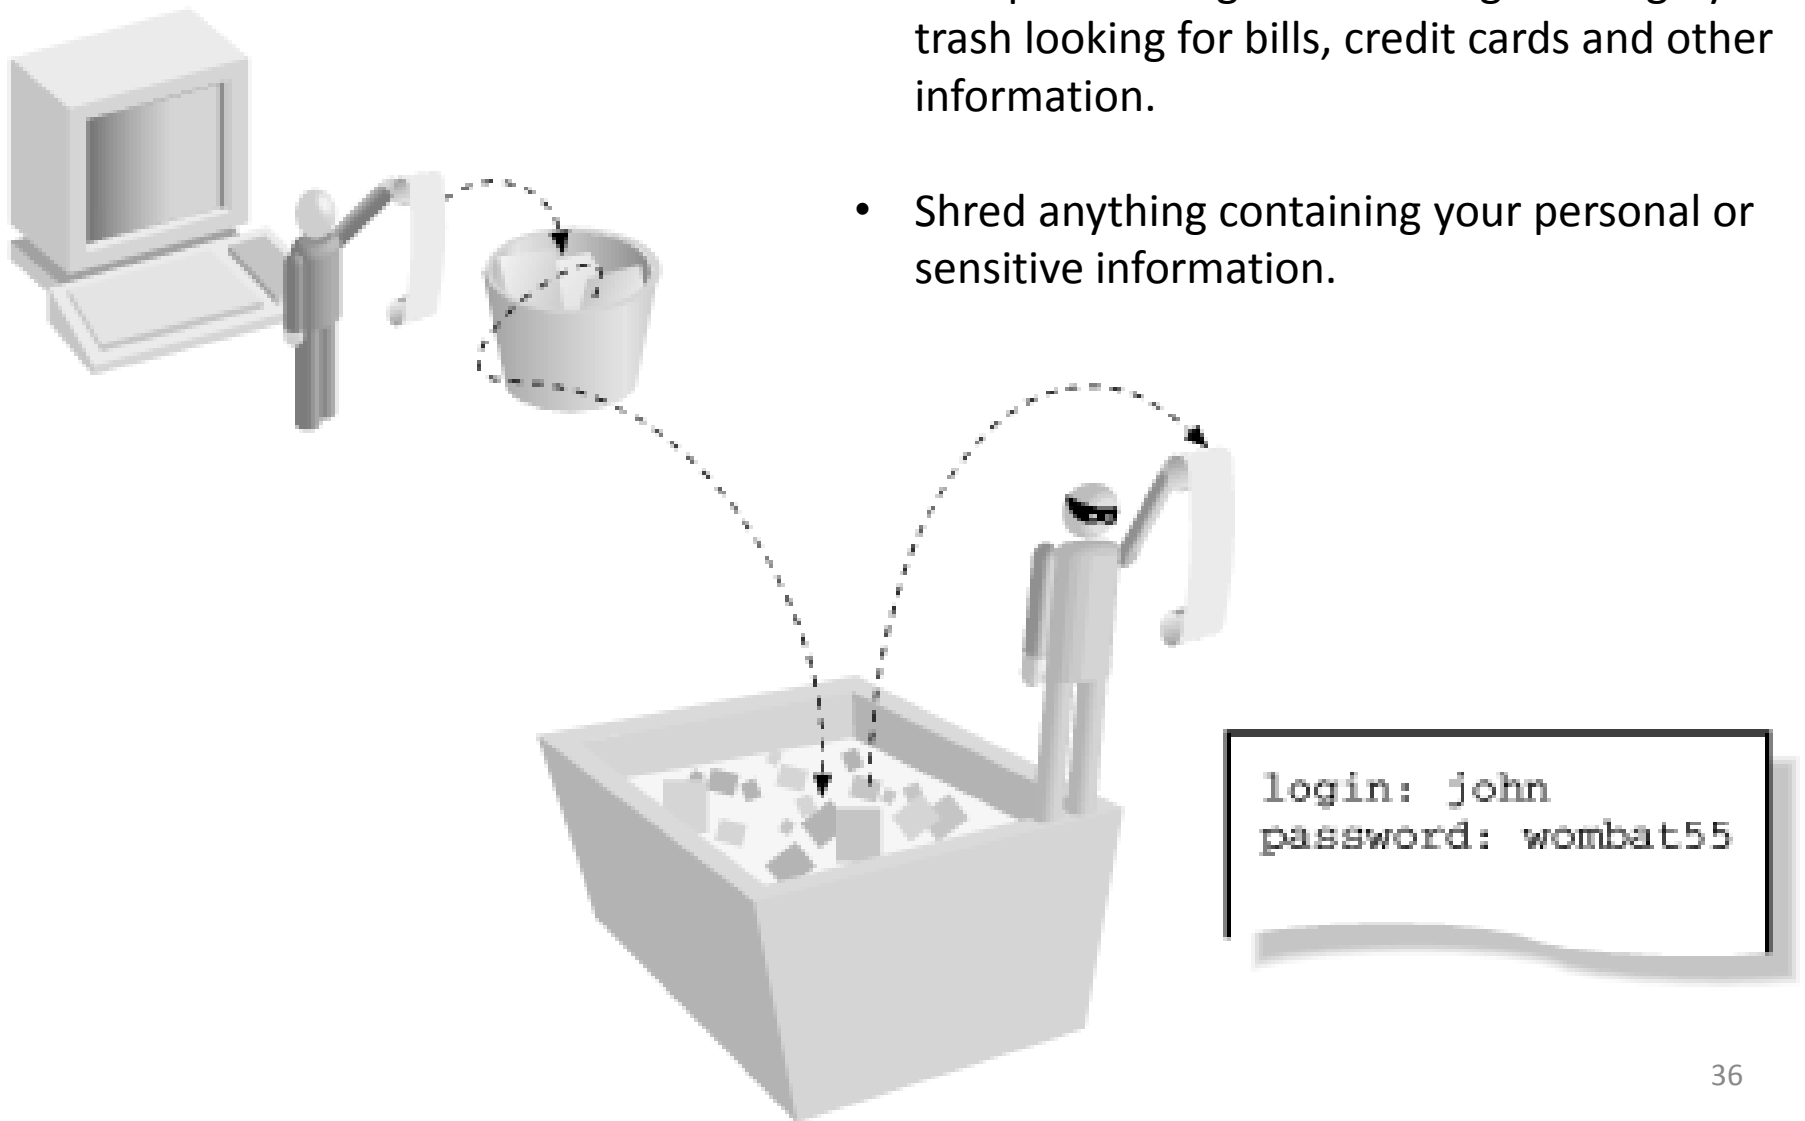 trash looking for bills, credit cards and other
information.
• Shred anything containing your personal or
sensitive information.
login: john
password: wombat55
36